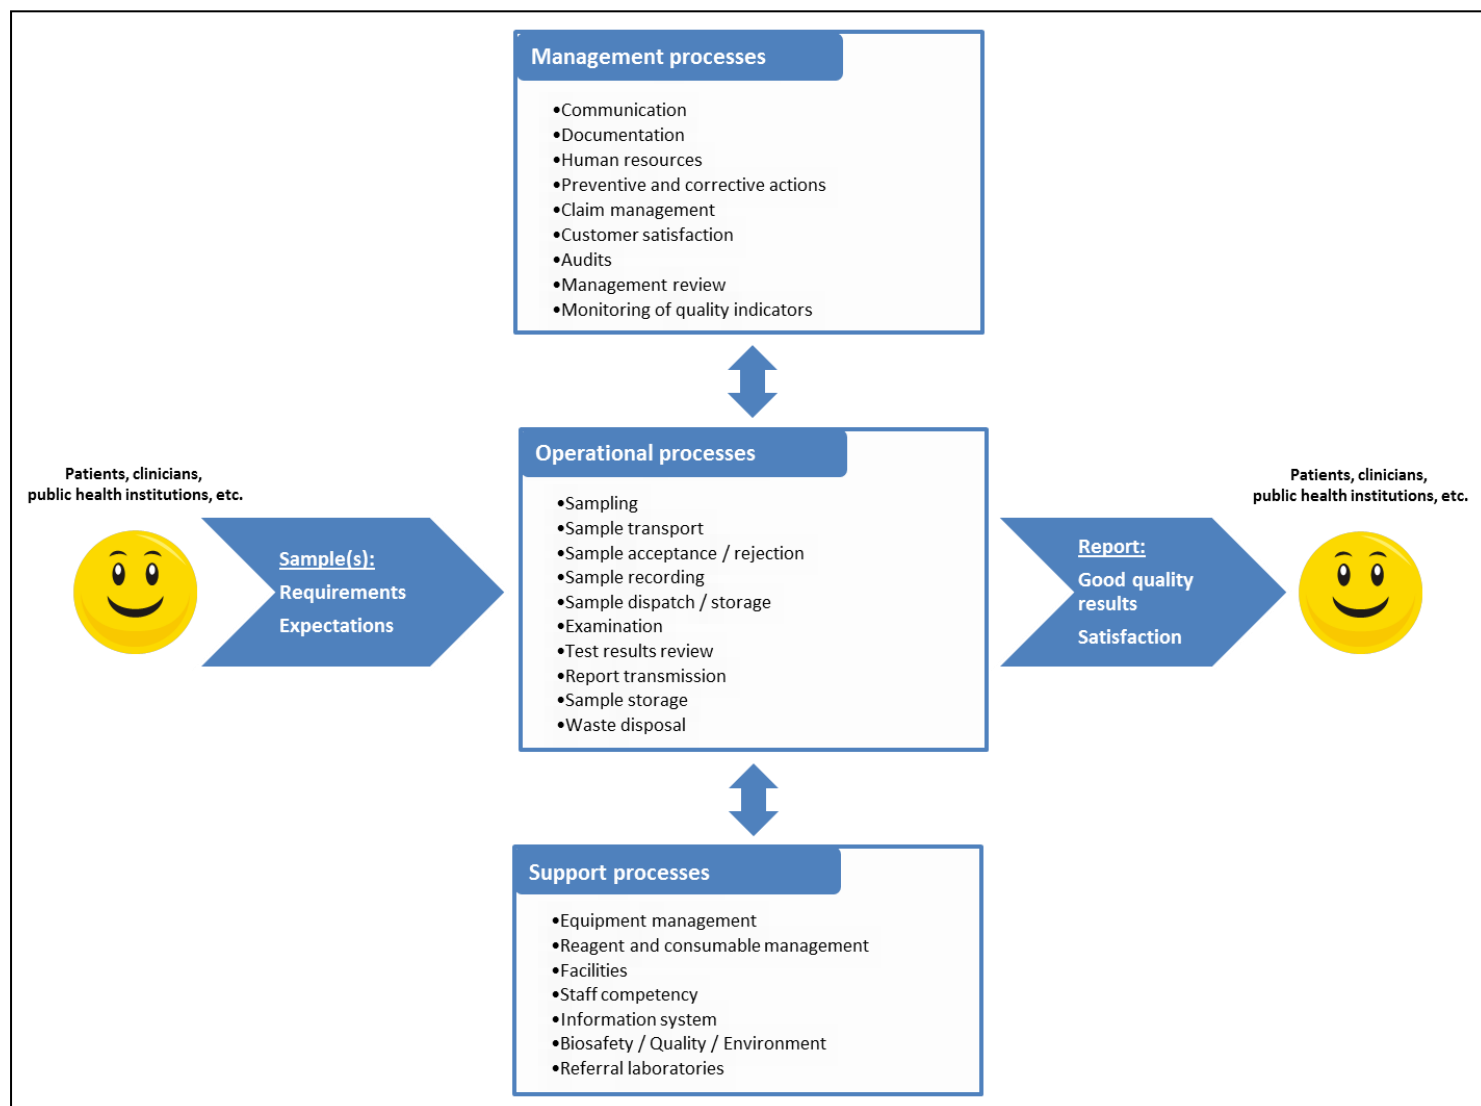 Management processes
•Communication
•Documentation
•Human resources
•Preventive and corrective actions
•Claim management
•Customer satisfaction
•Audits
•Management review
•Monitoring of quality indicators
Patients, clinicians,
public health institutions, etc.
Sample(s):
Requirements
Expectations
Operational processes
•Sampling
•Sample transport
•Sample acceptance / rejection
•Sample recording
•Sample dispatch / storage
•Examination
•Test results review
•Report transmission
•Sample storage
•Waste disposal
Patients, clinicians,
public health institutions, etc.
Report:
Good quality
results
Satisfaction
Support processes
•Equipment management
•Reagent and consumable management
•Facilities
•Staff competency
•Information system
•Biosafety / Quality / Environment
•Referral laboratories